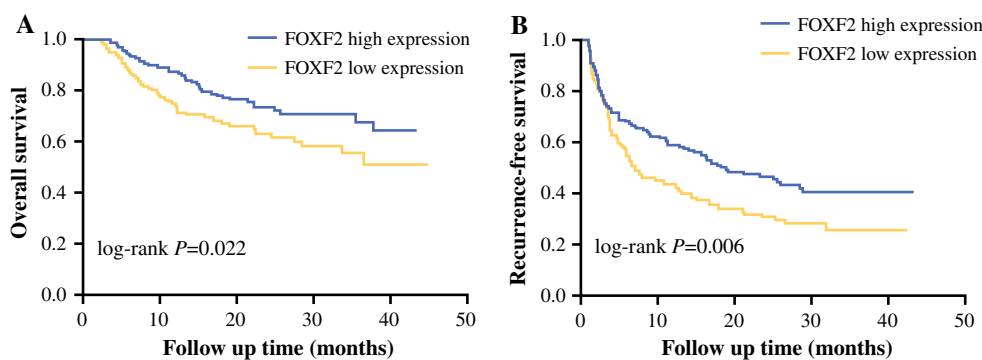 A
FOXF2 high expression
FOXF2 low expression
Overall survival
1.0
0.8
0.6
0.4
0.2
0.0
log-rank P=0.022
0 10 20 30 40 50
Follow up time (months)
B
FOXF2 high expression
FOXF2 low expression
Recurrence-free survival
1.0
0.8
0.6
0.4
0.2
0.0
log-rank P=0.006
0 10 20 30 40 50
Follow up time (months)